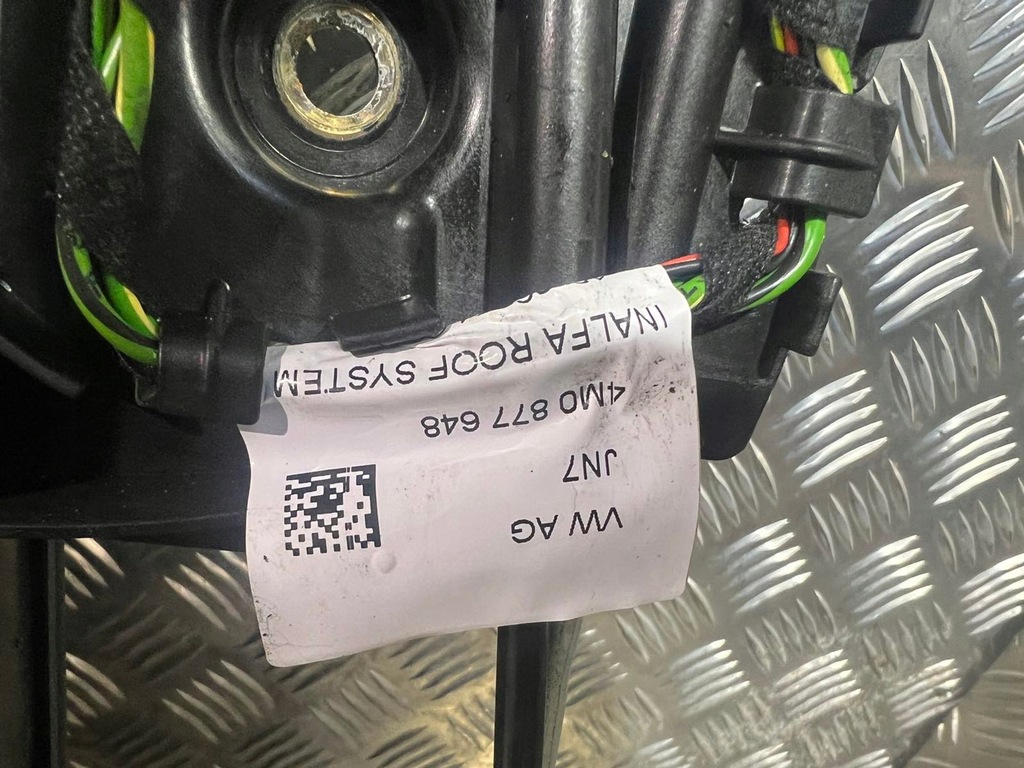 VW AG
JN7
4M0 877 648
INALFA ROOF SYSTEM